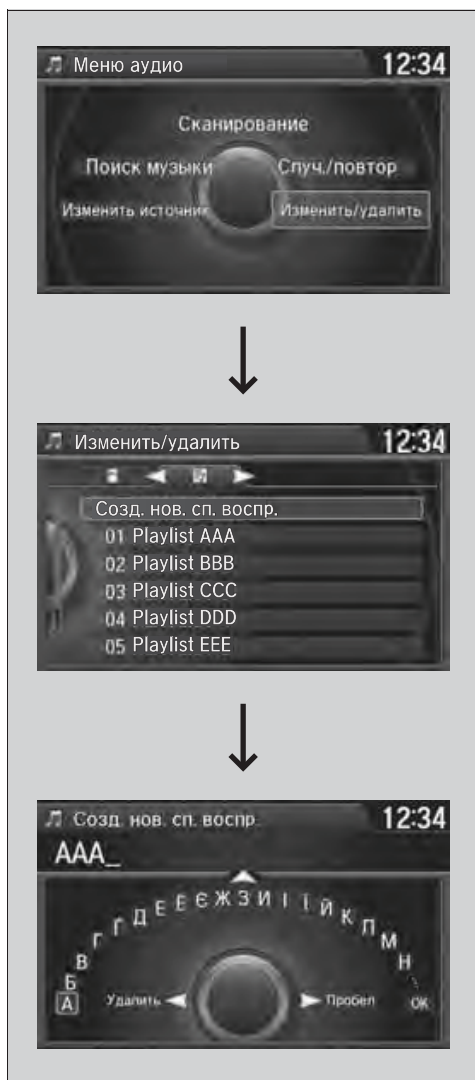 Меню аудио 12:34
Сканирование
Поиск музыки Случ./повтор
Изменить источник Изменить/удалить
Изменить/удалить 12:34
Созд. нов. сп. воспр.
01 Playlist AAA
02 Playlist BBB
03 Playlist CCC
04 Playlist DDD
05 Playlist EEE
Созд. нов. сп. воспр. 12:34
AAA_
А Б В Г Ґ Д Е Ё Є Ж З И І Ї Й К Л М Н OK
Удалить Пробел